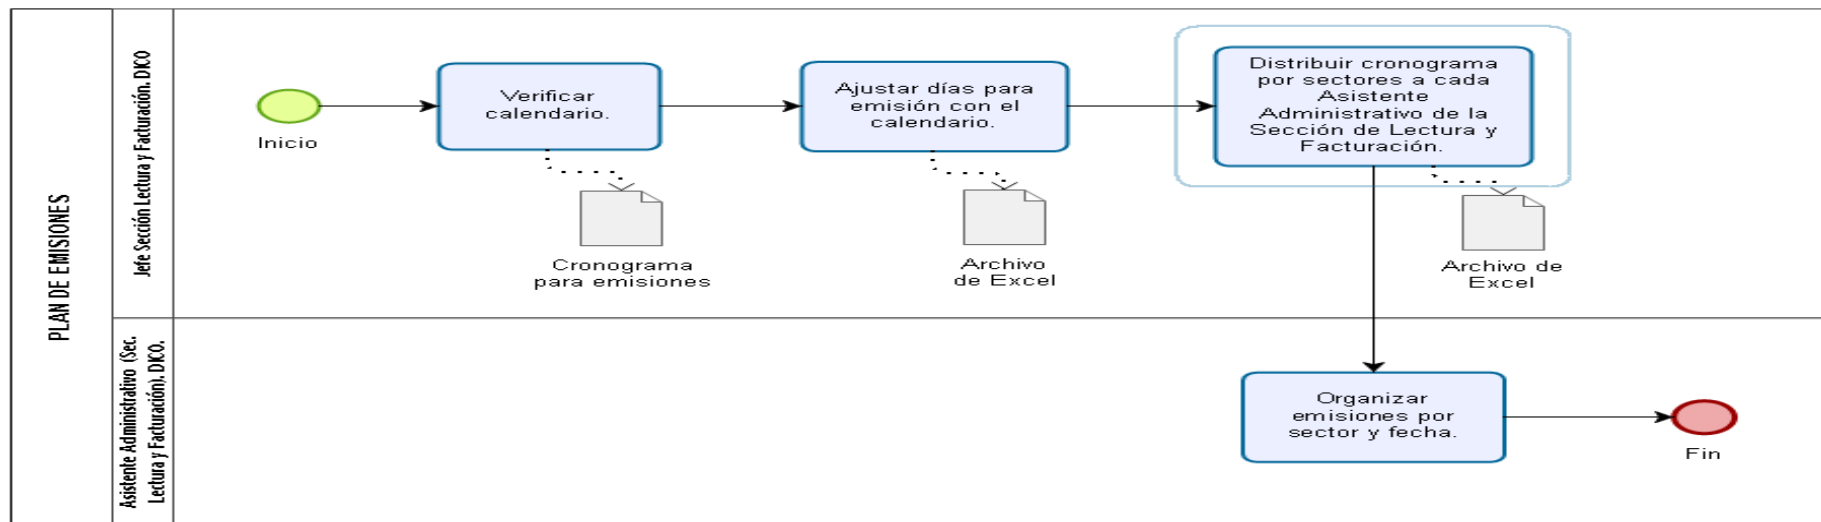 PLAN DE EMISIONES
Jefe Sección Lectura y Facturación. DICO
Inicio
Verificar
calendario.
Cronograma
para emisiones
Ajustar días para
emisión con el
calendario.
Archivo
de Excel
Distribuir cronograma
por sectores a cada
Asistente
Administrativo de la
Sección de Lectura y
Facturación.
Archivo de
Excel
Asistente Administrativo (Sec.
Lectura y Facturación). DICO.
Organizar
emisiones por
sector y fecha.
Fin